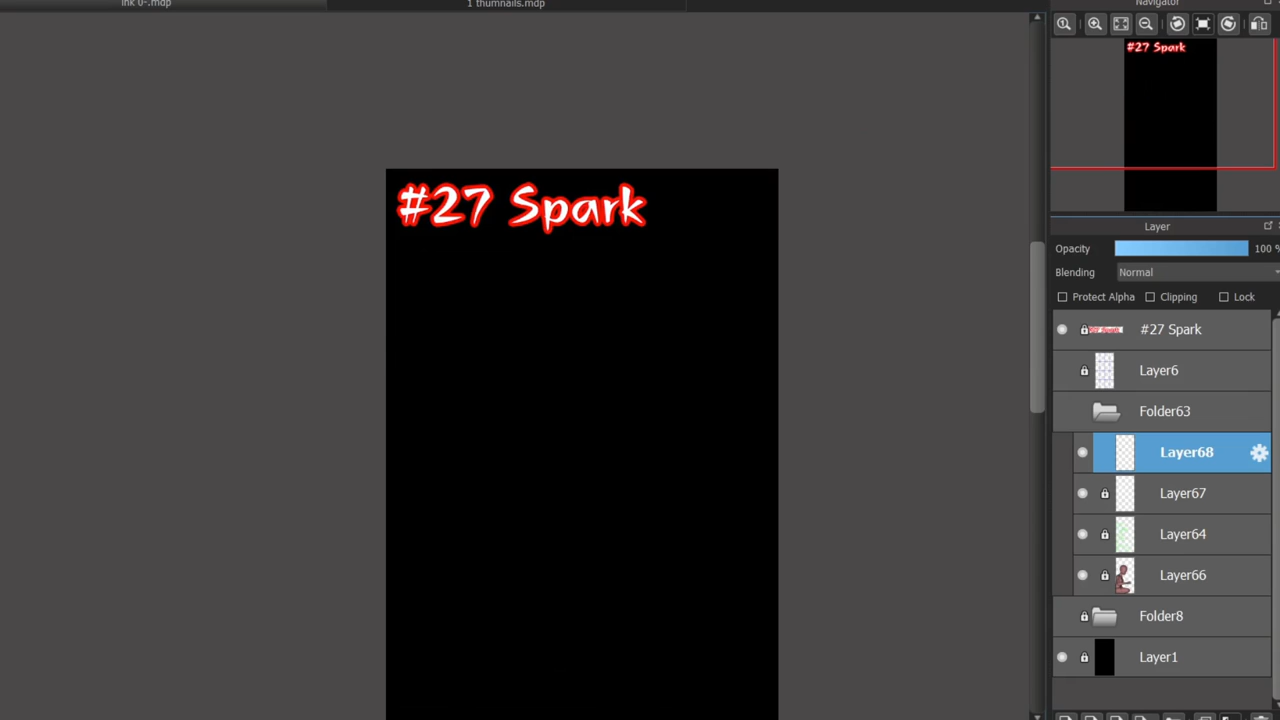 ink 0-.mdp
1 thumnails.mdp
Navigator
#27 Spark
#27 Spark
Layer
Opacity 100 %
Blending Normal
Protect Alpha Clipping Lock
#27 Spark
Layer6
Folder63
Layer68
Layer67
Layer64
Layer66
Folder8
Layer1